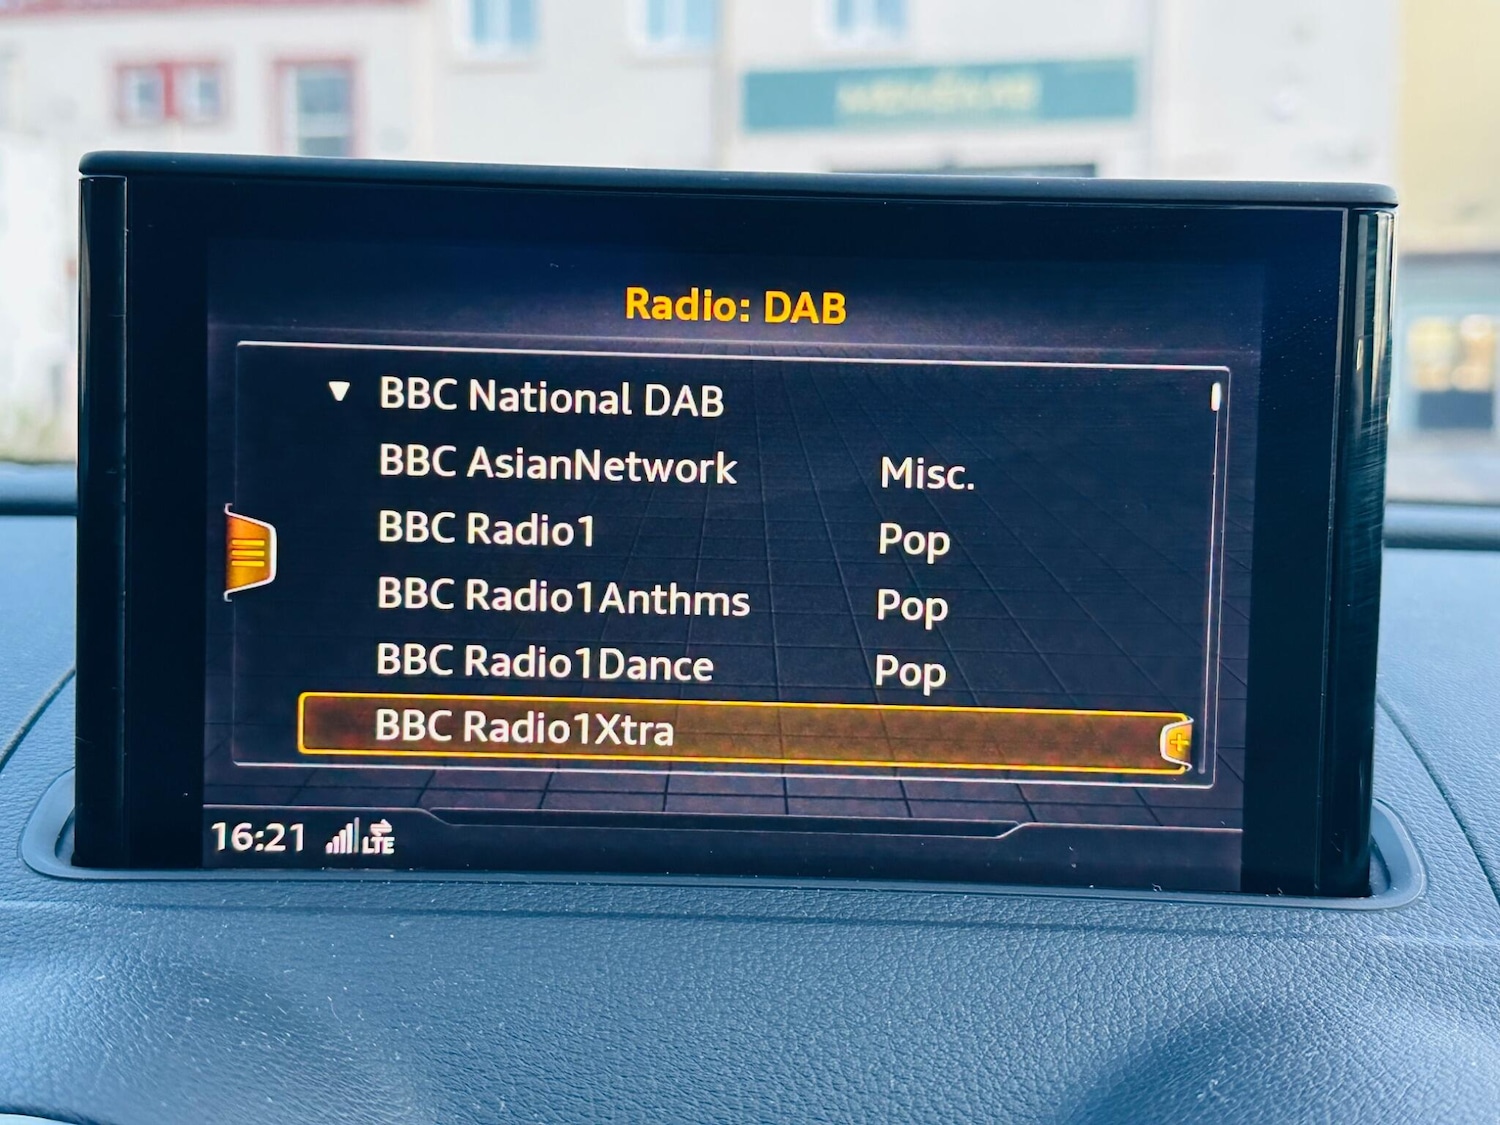 Radio: DAB
BBC National DAB
BBC AsianNetwork Misc.
BBC Radio1 Pop
BBC Radio1Anthms Pop
BBC Radio1Dance Pop
BBC Radio1Xtra
16:21 LTE